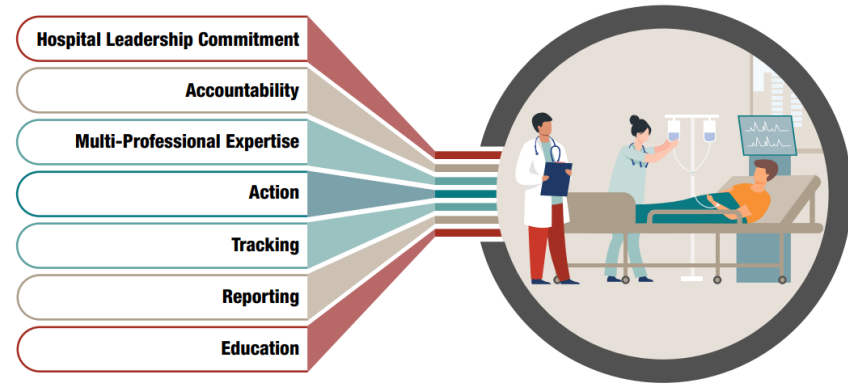 Hospital Leadership Commitment
Accountability
Multi-Professional Expertise
Action
Tracking
Reporting
Education